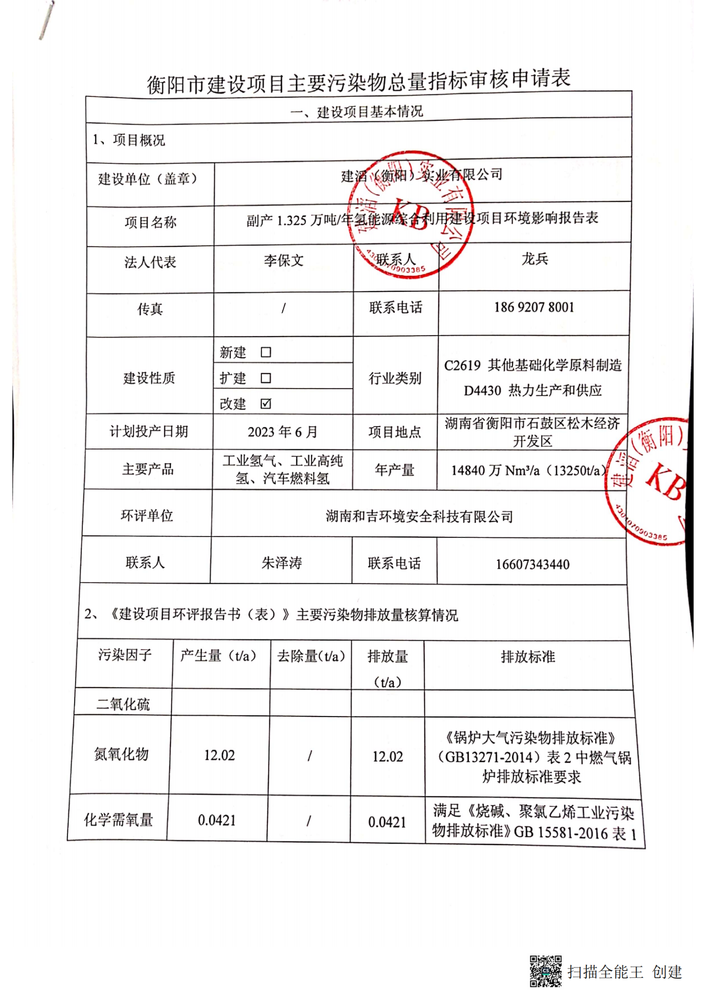 衡阳市建设项目主要污染物总量指标审核申请表
一、建设项目基本情况
1、项目概况
建设单位（盖章）
建滔（衡阳）实业有限公司
项目名称
副产 1.325 万吨/年氢能源综合利用建设项目环境影响报告表
法人代表
李保文
联系人
龙兵
传真
/
联系电话
186 9207 8001
建设性质
新建 □
扩建 □
改建 ☑
行业类别
C2619 其他基础化学原料制造
D4430 热力生产和供应
计划投产日期
2023 年 6 月
项目地点
湖南省衡阳市石鼓区松木经济
开发区
主要产品
工业氢气、工业高纯
氢、汽车燃料氢
年产量
14840 万 Nm³/a（13250t/a）
环评单位
湖南和吉环境安全科技有限公司
联系人
朱泽涛
联系电话
16607343440
2、《建设项目环评报告书（表）》主要污染物排放量核算情况
污染因子
产生量（t/a）
去除量(t/a)
排放量
（t/a）
排放标准
二氧化硫
氮氧化物
12.02
/
12.02
《锅炉大气污染物排放标准》
（GB13271-2014）表 2 中燃气锅
炉排放标准要求
化学需氧量
0.0421
/
0.0421
满足《烧碱、聚氯乙烯工业污染
物排放标准》GB 15581-2016 表 1
建滔（衡阳）实业有限公司
KB
建滔（衡阳）
KB
4304070903385
扫描全能王 创建